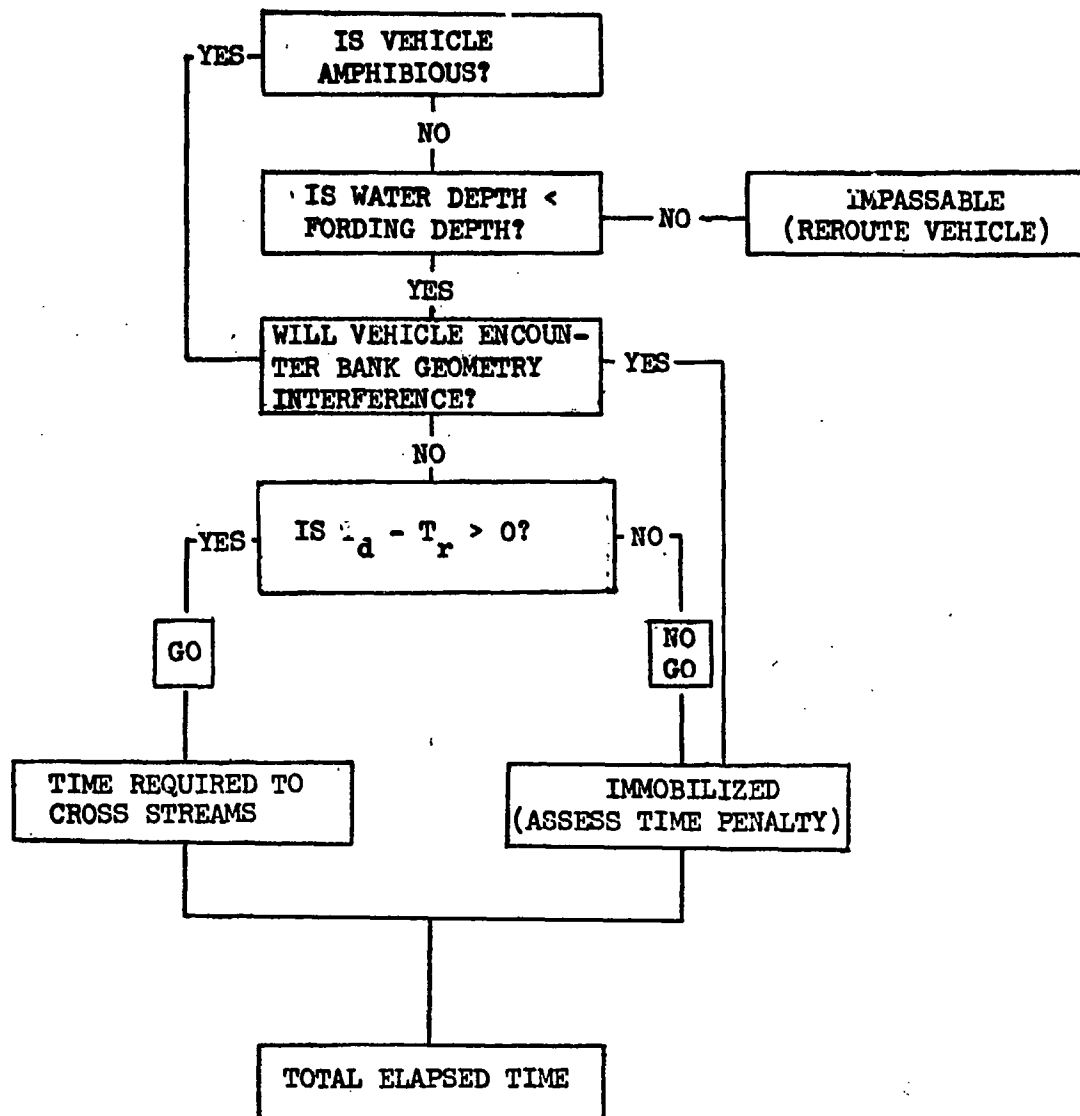 IS VEHICLE
AMPHIBIOUS?
YES
NO
IS WATER DEPTH <
FORDING DEPTH?
NO
IMPASSABLE
(REROUTE VEHICLE)
YES
WILL VEHICLE ENCOUN-
TER BANK GEOMETRY
INTERFERENCE?
YES
NO
IS T_d - T_r > 0?
YES
NO
GO
NO
GO
TIME REQUIRED TO
CROSS STREAMS
IMMOBILIZED
(ASSESS TIME PENALTY)
TOTAL ELAPSED TIME